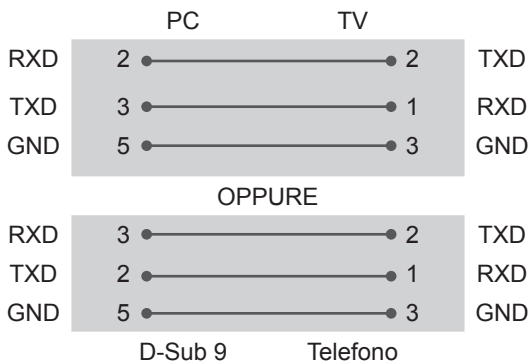 PC TV
RXD 2 2 TXD
TXD 3 1 RXD
GND 5 3 GND
OPPURE
RXD 3 2 TXD
TXD 2 1 RXD
GND 5 3 GND
D-Sub 9 Telefono